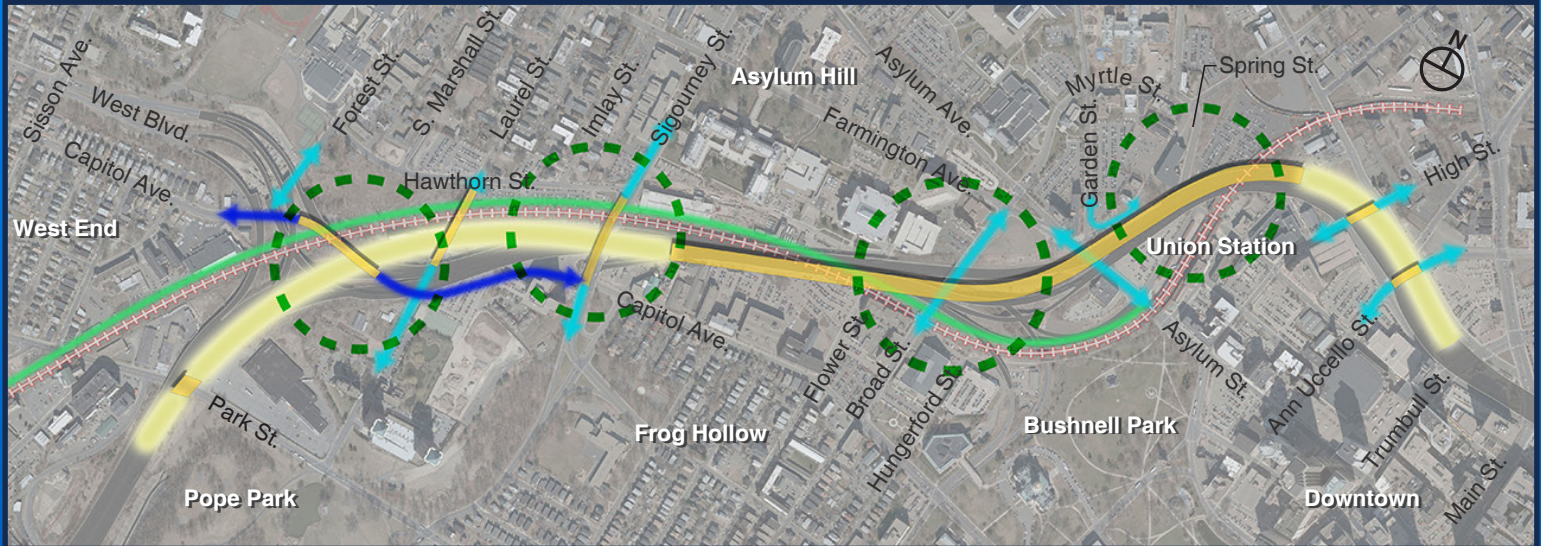 N
Sisson Ave.
West Blvd.
Capitol Ave.
West End
Forest St.
S. Marshall St.
Laurel St.
Imlay St.
Sigourney St.
Hawthorn St.
Asylum Hill
Asylum Ave.
Farmington Ave.
Myrtle St.
Spring St.
Garden St.
Union Station
High St.
Capitol Ave.
Flower St.
Broad St.
Hungerford St.
Asylum St.
Ann Uccello St.
Trumbull St.
Main St.
Park St.
Pope Park
Frog Hollow
Bushnell Park
Downtown